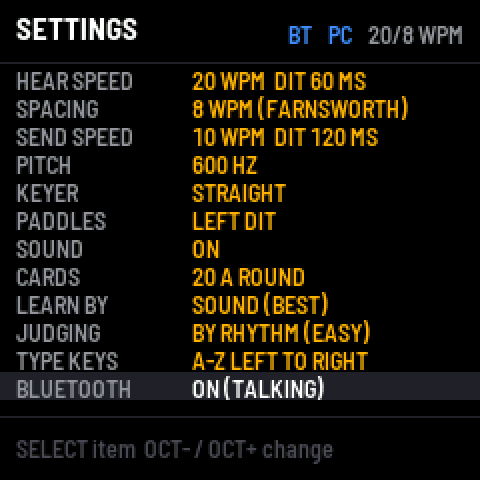 SETTINGS BT PC 20/8 WPM
HEAR SPEED 20 WPM DIT 60 MS
SPACING 8 WPM (FARNSWORTH)
SEND SPEED 10 WPM DIT 120 MS
PITCH 600 HZ
KEYER STRAIGHT
PADDLES LEFT DIT
SOUND ON
CARDS 20 A ROUND
LEARN BY SOUND (BEST)
JUDGING BY RHYTHM (EASY)
TYPE KEYS A-Z LEFT TO RIGHT
BLUETOOTH ON (TALKING)
SELECT item OCT- / OCT+ change